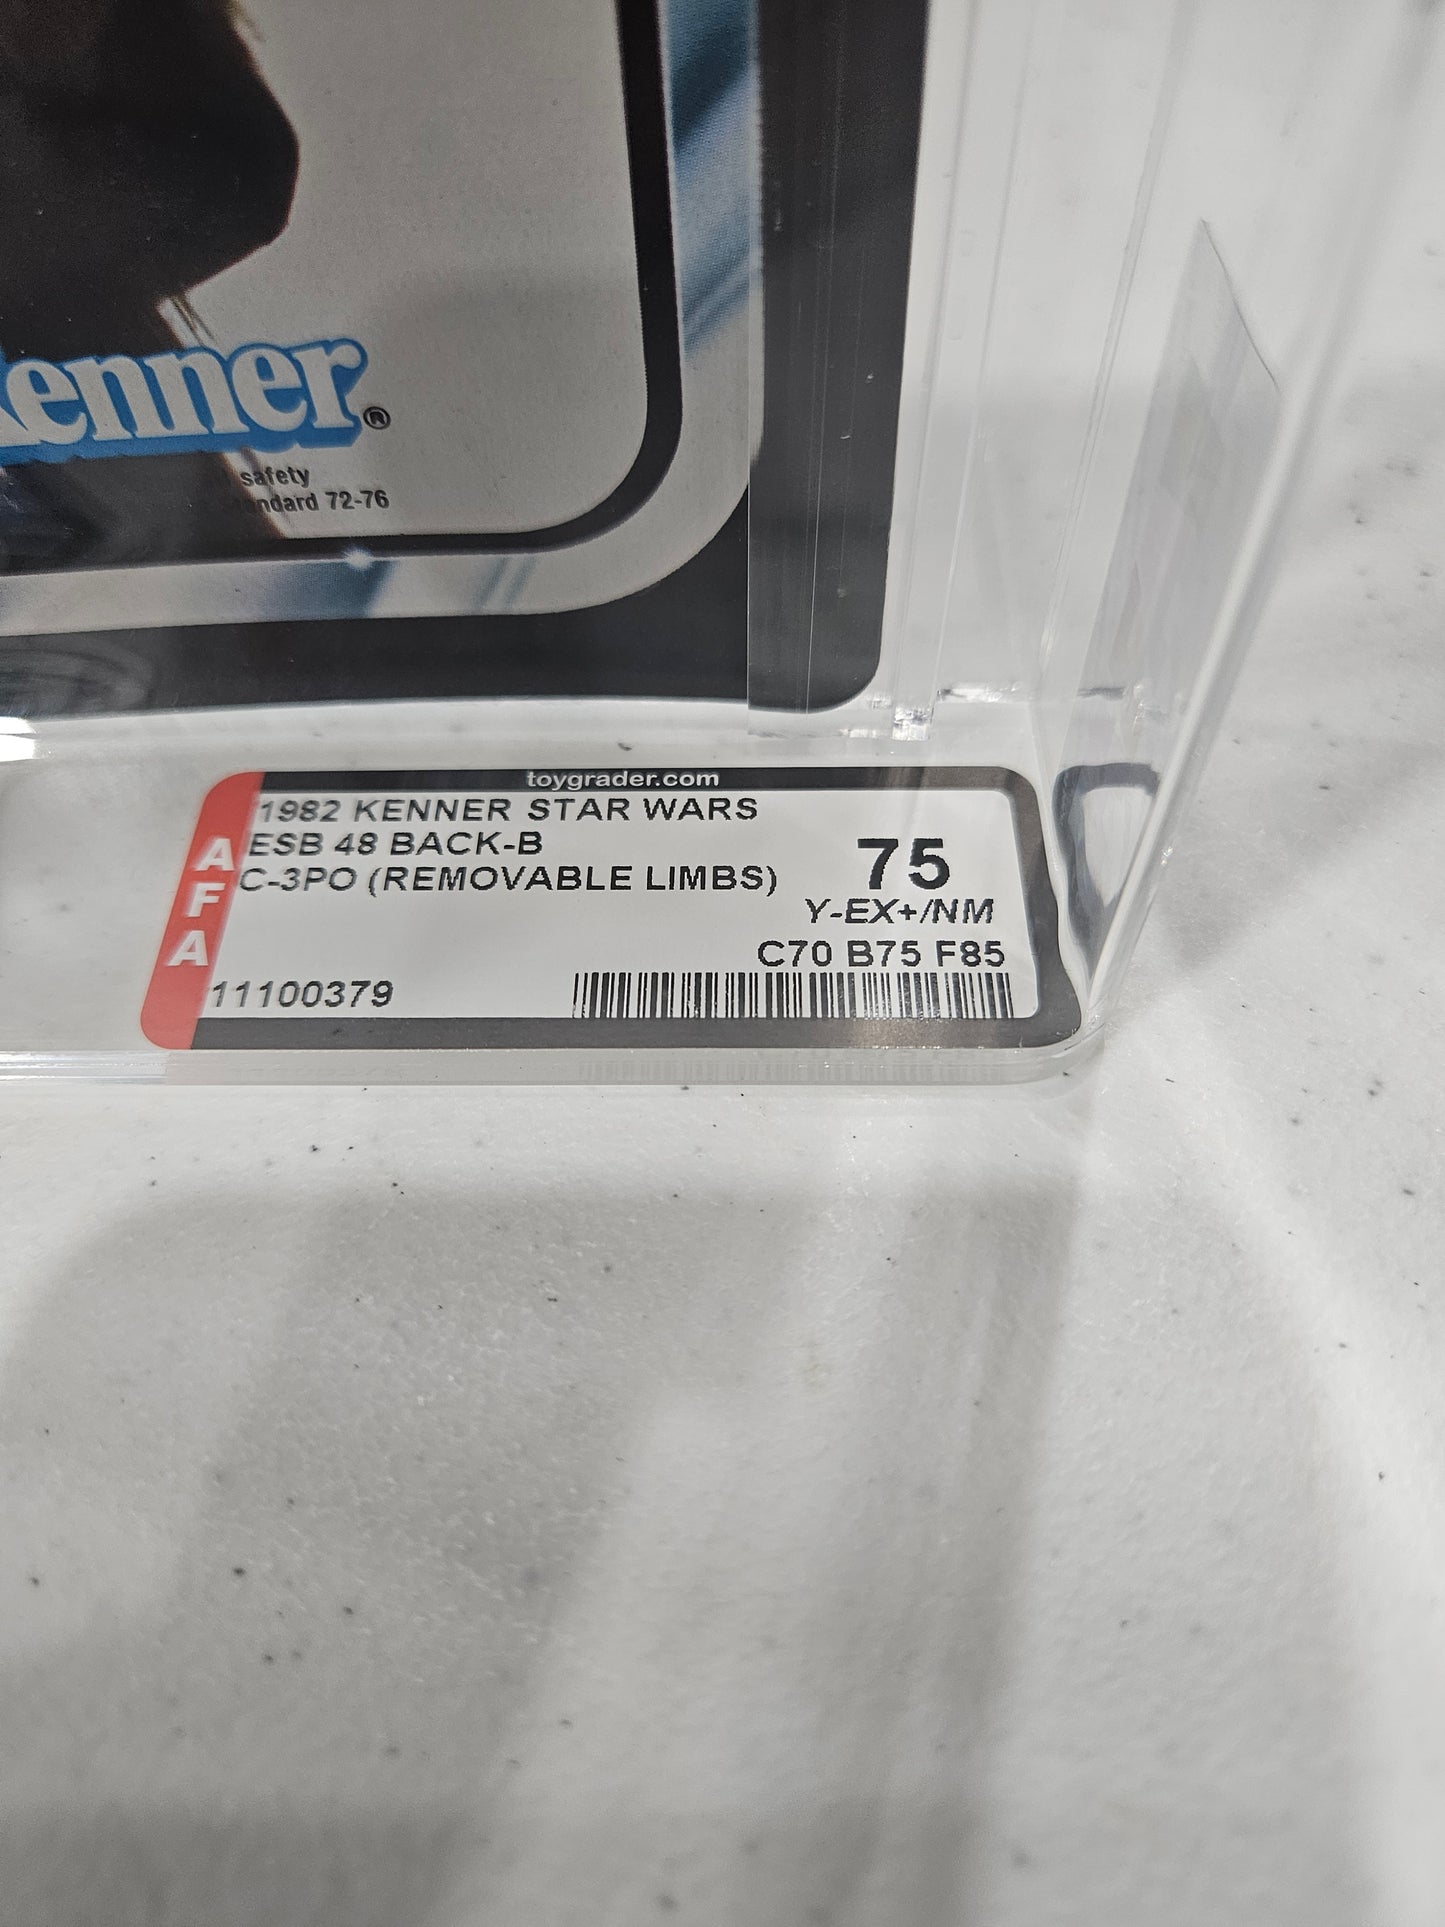 Kenner®
safety
standard 72-76
toygrader.com
1982 KENNER STAR WARS
ESB 48 BACK-B
C-3PO (REMOVABLE LIMBS)
75
Y-EX+/NM
C70 B75 F85
11100379
AFA